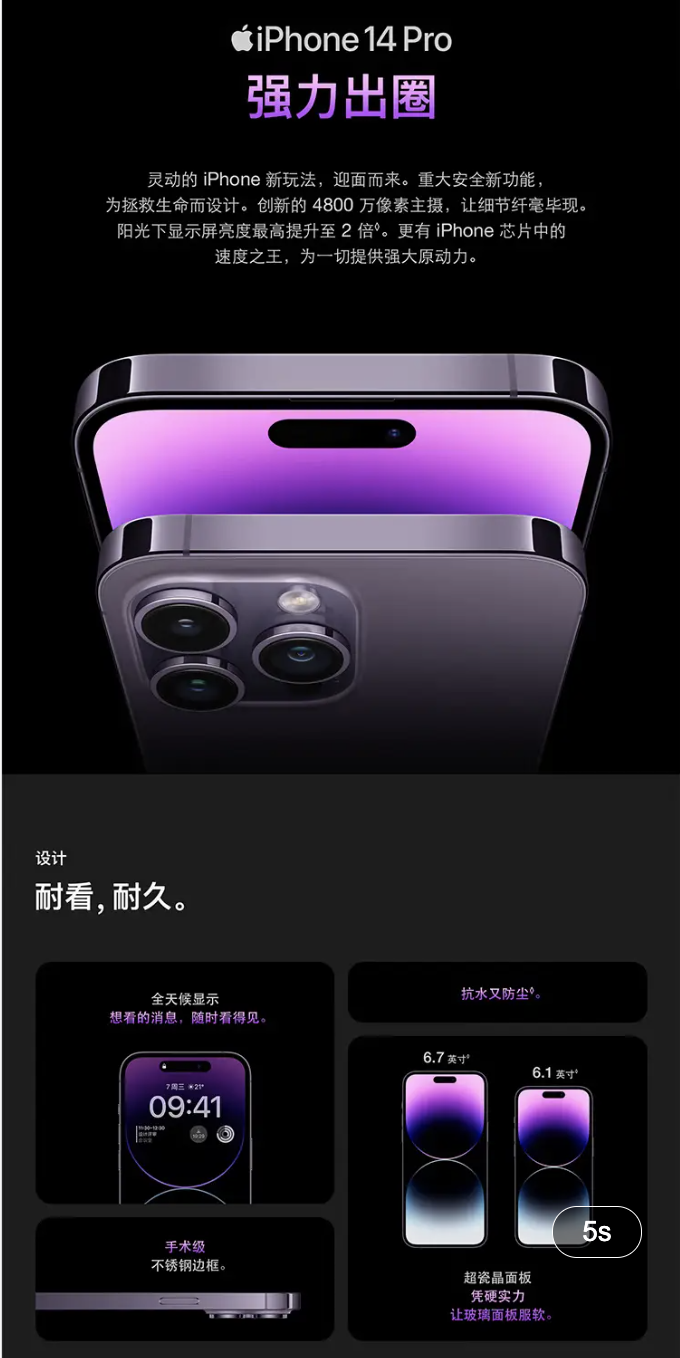 iPhone 14 Pro
强力出圈
灵动的 iPhone 新玩法，迎面而来。重大安全新功能，
为拯救生命而设计。创新的 4800 万像素主摄，让细节纤毫毕现。
阳光下显示屏亮度最高提升至 2 倍◊。更有 iPhone 芯片中的
速度之王，为一切提供强大原动力。
设计
耐看，耐久。
全天候显示
想看的消息，随时看得见。
7 周三 21°
09:41
手术级
不锈钢边框。
抗水又防尘◊。
6.7 英寸◊
6.1 英寸◊
5s
超瓷晶面板
凭硬实力
让玻璃面板服软。